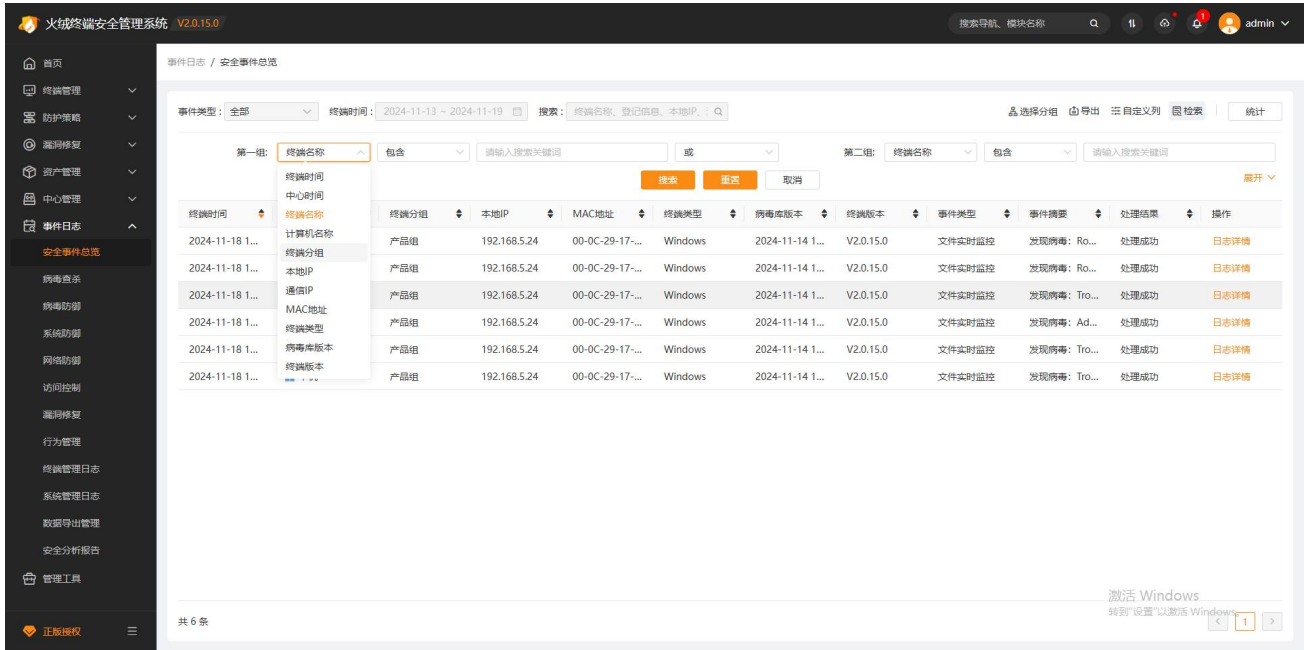 火绒终端安全管理系统 V2.0.15.0
搜索导航、模块名称
1
admin
首页
终端管理
防护策略
漏洞修复
资产管理
中心管理
事件日志
安全事件总览
病毒查杀
病毒防御
系统防御
网络防御
访问控制
漏洞修复
行为管理
终端管理日志
系统管理日志
数据导出管理
安全分析报告
管理工具
正版授权
事件日志 / 安全事件总览
事件类型: 全部 终端时间: 2024-11-13 ~ 2024-11-19 搜索: 终端名称、登记信息、本地IP、 选择分组 导出 自定义列 检索 统计
第一组: 终端名称 包含 请输入搜索关键词 或 第二组: 终端名称 包含 请输入搜索关键词
搜索 重置 取消 展开
终端时间
中心时间
终端名称
计算机名称
终端分组
本地IP
通信IP
MAC地址
终端类型
病毒库版本
终端版本
终端时间 终端分组 本地IP MAC地址 终端类型 病毒库版本 终端版本 事件类型 事件摘要 处理结果 操作
2024-11-18 1... 产品组 192.168.5.24 00-0C-29-17-... Windows 2024-11-14 1... V2.0.15.0 文件实时监控 发现病毒: Ro... 处理成功 日志详情
2024-11-18 1... 产品组 192.168.5.24 00-0C-29-17-... Windows 2024-11-14 1... V2.0.15.0 文件实时监控 发现病毒: Ro... 处理成功 日志详情
2024-11-18 1... 产品组 192.168.5.24 00-0C-29-17-... Windows 2024-11-14 1... V2.0.15.0 文件实时监控 发现病毒: Tro... 处理成功 日志详情
2024-11-18 1... 产品组 192.168.5.24 00-0C-29-17-... Windows 2024-11-14 1... V2.0.15.0 文件实时监控 发现病毒: Ad... 处理成功 日志详情
2024-11-18 1... 产品组 192.168.5.24 00-0C-29-17-... Windows 2024-11-14 1... V2.0.15.0 文件实时监控 发现病毒: Tro... 处理成功 日志详情
2024-11-18 1... 产品组 192.168.5.24 00-0C-29-17-... Windows 2024-11-14 1... V2.0.15.0 文件实时监控 发现病毒: Tro... 处理成功 日志详情
激活 Windows
转到"设置"以激活 Windows。
共 6 条
1